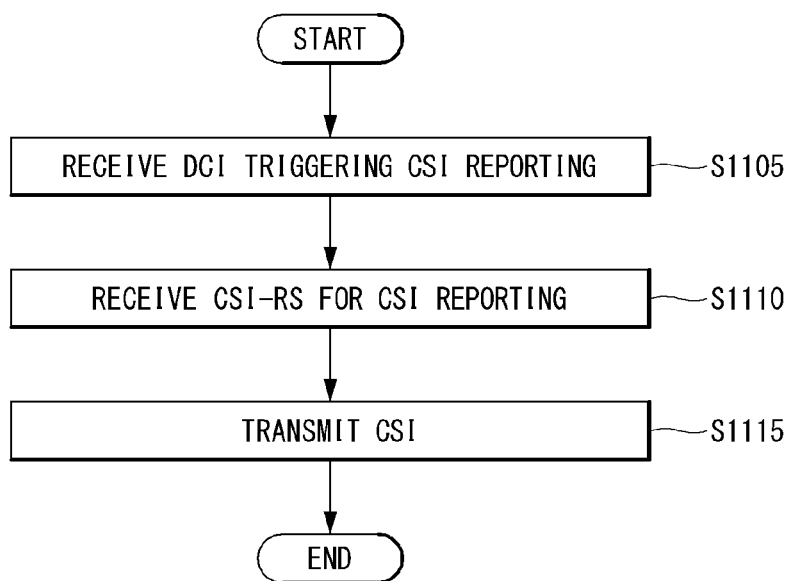 START
RECEIVE DCI TRIGGERING CSI REPORTING
S1105
RECEIVE CSI-RS FOR CSI REPORTING
S1110
TRANSMIT CSI
S1115
END